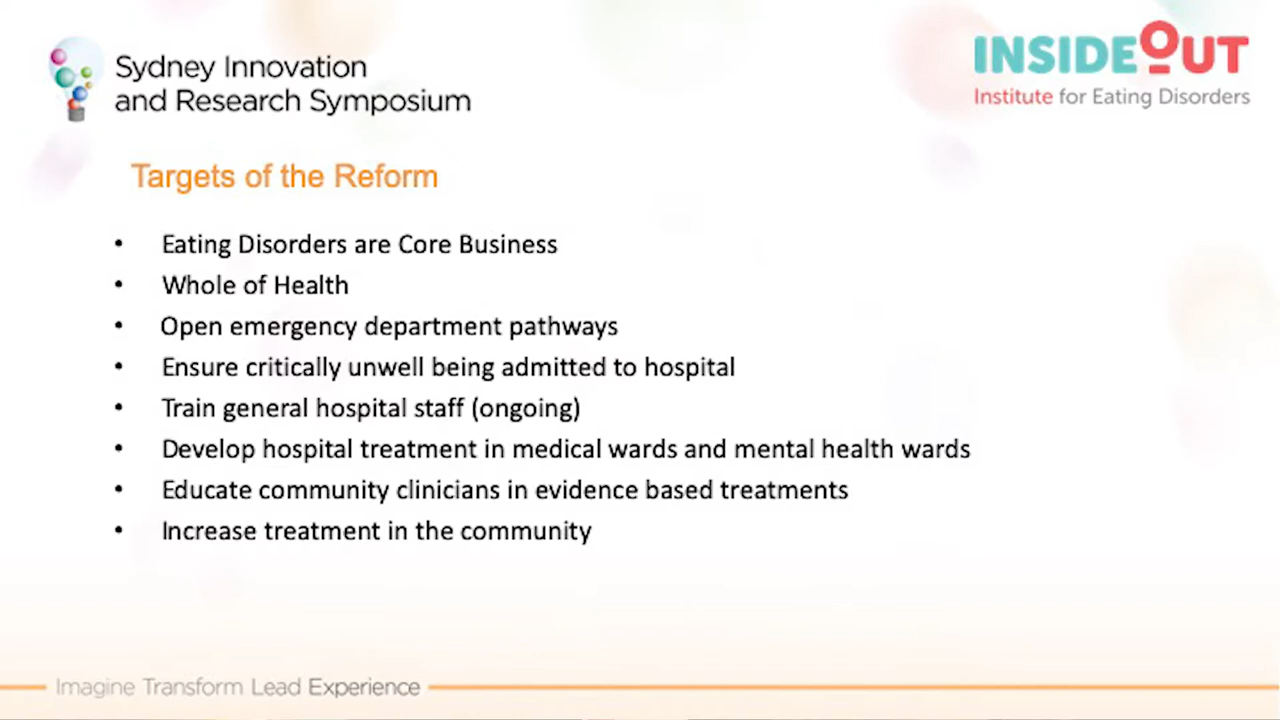 Sydney Innovation
and Research Symposium
INSIDEOUT
Institute for Eating Disorders
Targets of the Reform
• Eating Disorders are Core Business
• Whole of Health
• Open emergency department pathways
• Ensure critically unwell being admitted to hospital
• Train general hospital staff (ongoing)
• Develop hospital treatment in medical wards and mental health wards
• Educate community clinicians in evidence based treatments
• Increase treatment in the community
Imagine Transform Lead Experience